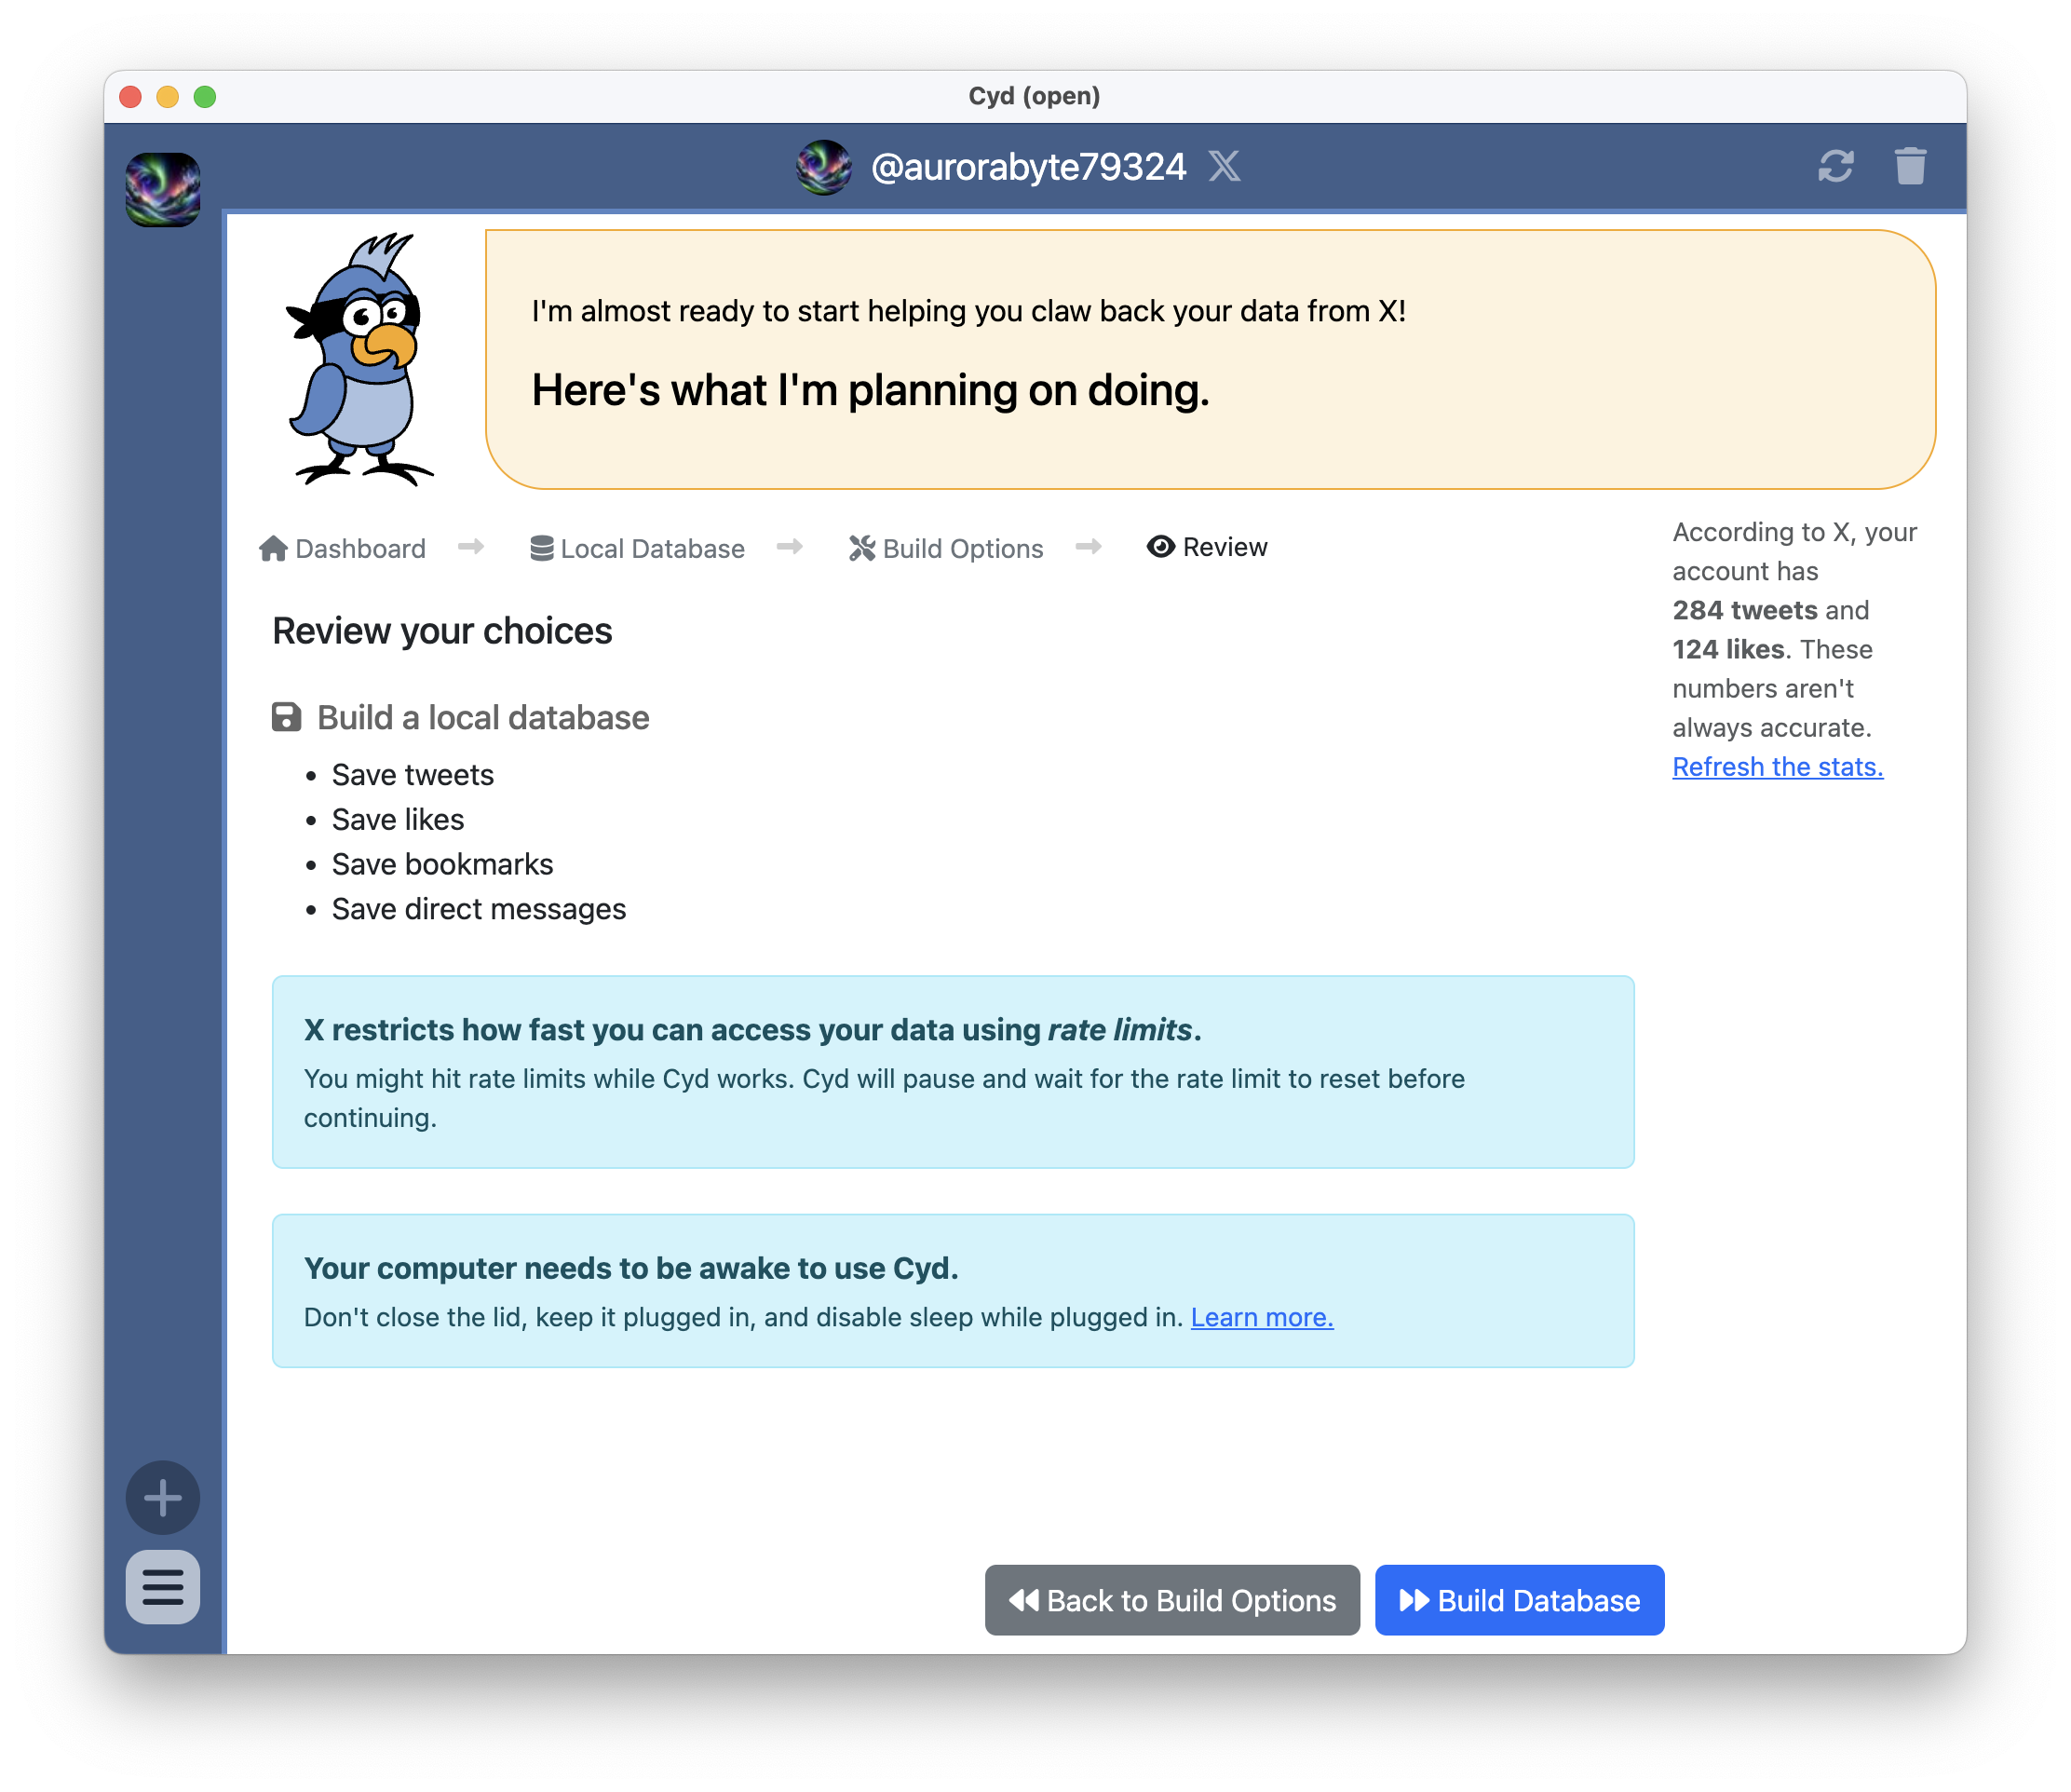 Cyd (open)
@aurorabyte79324 X
I'm almost ready to start helping you claw back your data from X!
Here's what I'm planning on doing.
Dashboard
Local Database
Build Options
Review
Review your choices
Build a local database
Save tweets
Save likes
Save bookmarks
Save direct messages
X restricts how fast you can access your data using rate limits.
You might hit rate limits while Cyd works. Cyd will pause and wait for the rate limit to reset before
continuing.
Your computer needs to be awake to use Cyd.
Don't close the lid, keep it plugged in, and disable sleep while plugged in. Learn more.
According to X, your
account has
284 tweets and
124 likes. These
numbers aren't
always accurate.
Refresh the stats.
Back to Build Options
Build Database